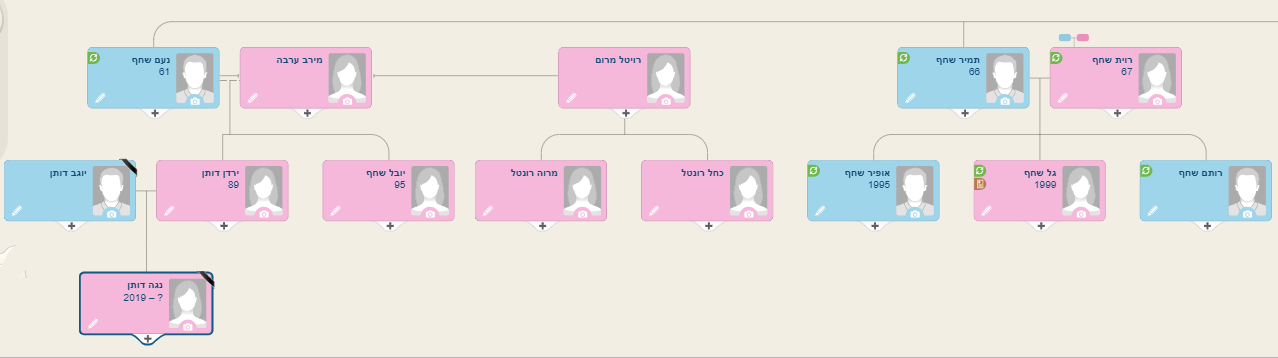 נעם שחף
61
מירב ערבה
רויטל מרום
תמיר שחף
66
רוית שחף
67
יוגב דותן
ירדן דותן
89
יובל שחף
95
מרוה רונטל
כחל רונטל
אופיר שחף
1995
גל שחף
1999
רותם שחף
נגה דותן
2019 – ?